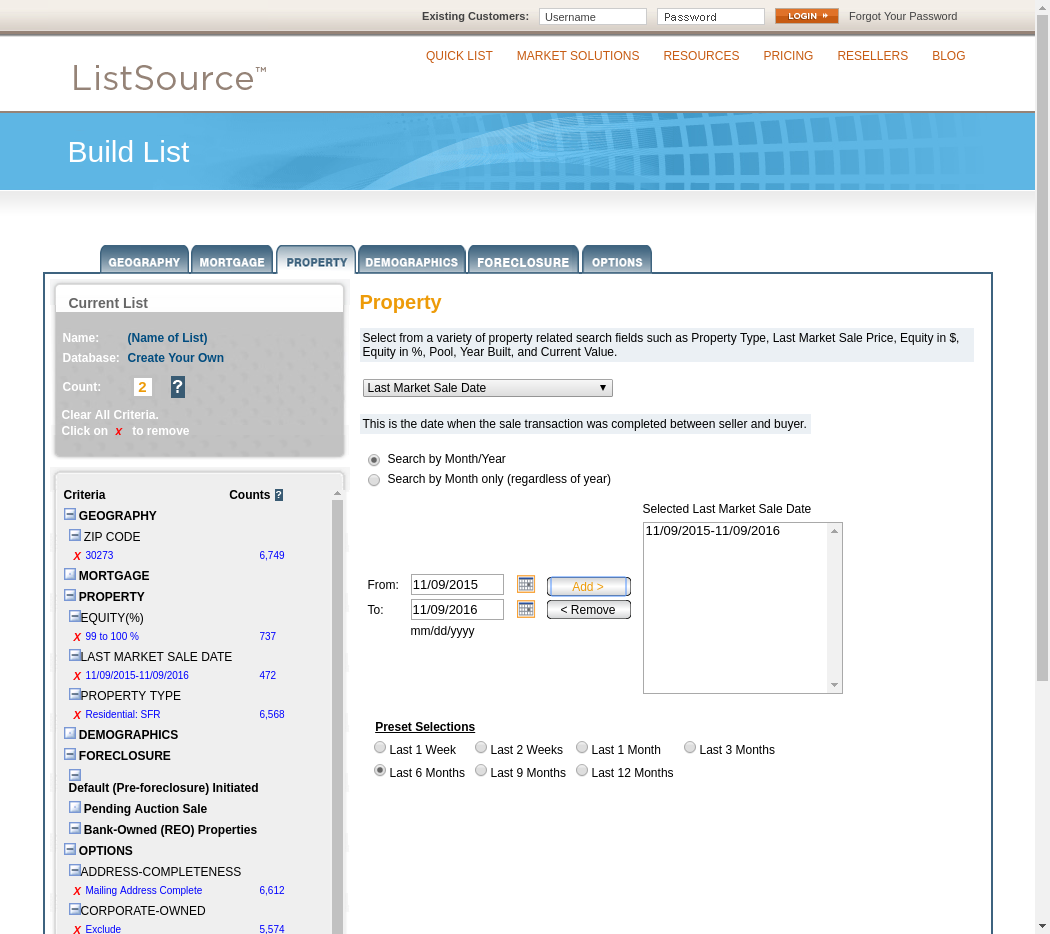 Existing Customers: Username Password LOGIN Forgot Your Password
QUICK LIST MARKET SOLUTIONS RESOURCES PRICING RESELLERS BLOG
ListSource™
Build List
GEOGRAPHY MORTGAGE PROPERTY DEMOGRAPHICS FORECLOSURE OPTIONS
Current List
Name: (Name of List)
Database: Create Your Own
Count: 2 ?
Clear All Criteria.
Click on x to remove
Criteria Counts ?
GEOGRAPHY
ZIP CODE
X 30273 6,749
MORTGAGE
PROPERTY
EQUITY(%)
X 99 to 100 % 737
LAST MARKET SALE DATE
X 11/09/2015-11/09/2016 472
PROPERTY TYPE
X Residential: SFR 6,568
DEMOGRAPHICS
FORECLOSURE
Default (Pre-foreclosure) Initiated
Pending Auction Sale
Bank-Owned (REO) Properties
OPTIONS
ADDRESS-COMPLETENESS
X Mailing Address Complete 6,612
CORPORATE-OWNED
X Exclude 5,574
Property
Select from a variety of property related search fields such as Property Type, Last Market Sale Price, Equity in $,
Equity in %, Pool, Year Built, and Current Value.
Last Market Sale Date
This is the date when the sale transaction was completed between seller and buyer.
Search by Month/Year
Search by Month only (regardless of year)
Selected Last Market Sale Date
11/09/2015-11/09/2016
From: 11/09/2015 Add >
To: 11/09/2016 < Remove
mm/dd/yyyy
Preset Selections
Last 1 Week Last 2 Weeks Last 1 Month Last 3 Months
Last 6 Months Last 9 Months Last 12 Months